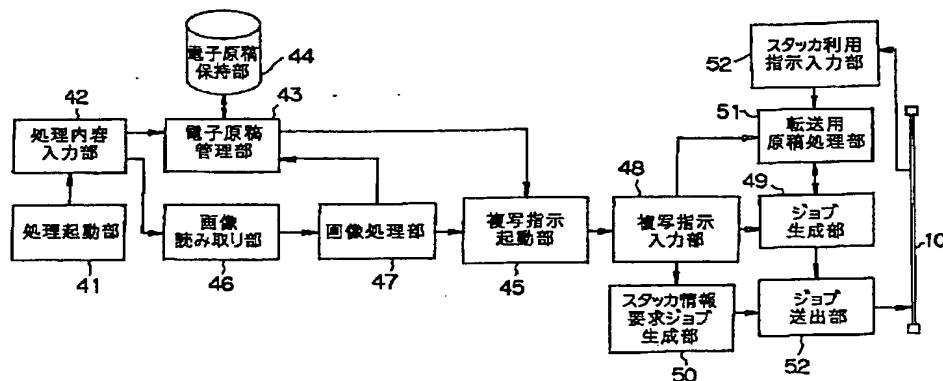 電子原稿
保持部
44
42
処理内容
入力部
43
電子原稿
管理部
処理起動部
41
画像
読み取り部
46
画像処理部
47
複写指示
起動部
45
48
複写指示
入力部
スタッカ情報
要求ジョブ
生成部
50
52
スタッカ利用
指示入力部
51
転送用
原稿処理部
49
ジョブ
生成部
ジョブ
送出部
52
10